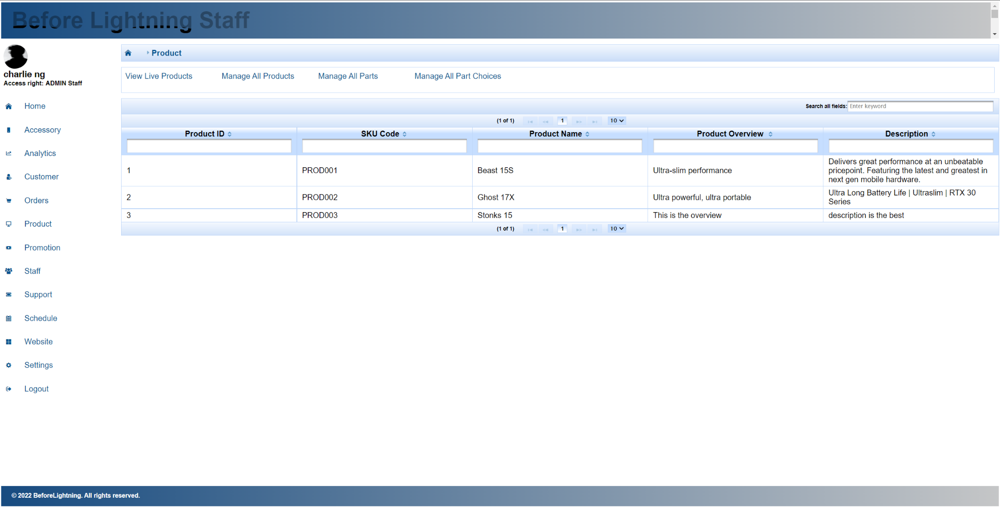 Before Lightning Staff
charlie ng
Access right: ADMIN Staff
Home
Accessory
Analytics
Customer
Orders
Product
Promotion
Staff
Support
Schedule
Website
Settings
Logout
Product
View Live Products Manage All Products Manage All Parts Manage All Part Choices
Search all fields: Enter keyword
(1 of 1) 1 10
Product ID SKU Code Product Name Product Overview Description
1 PROD001 Beast 15S Ultra-slim performance Delivers great performance at an unbeatable
pricepoint. Featuring the latest and greatest in
next gen mobile hardware.
2 PROD002 Ghost 17X Ultra powerful, ultra portable Ultra Long Battery Life | Ultraslim | RTX 30
Series
3 PROD003 Stonks 15 This is the overview description is the best
(1 of 1) 1 10
© 2022 BeforeLightning. All rights reserved.